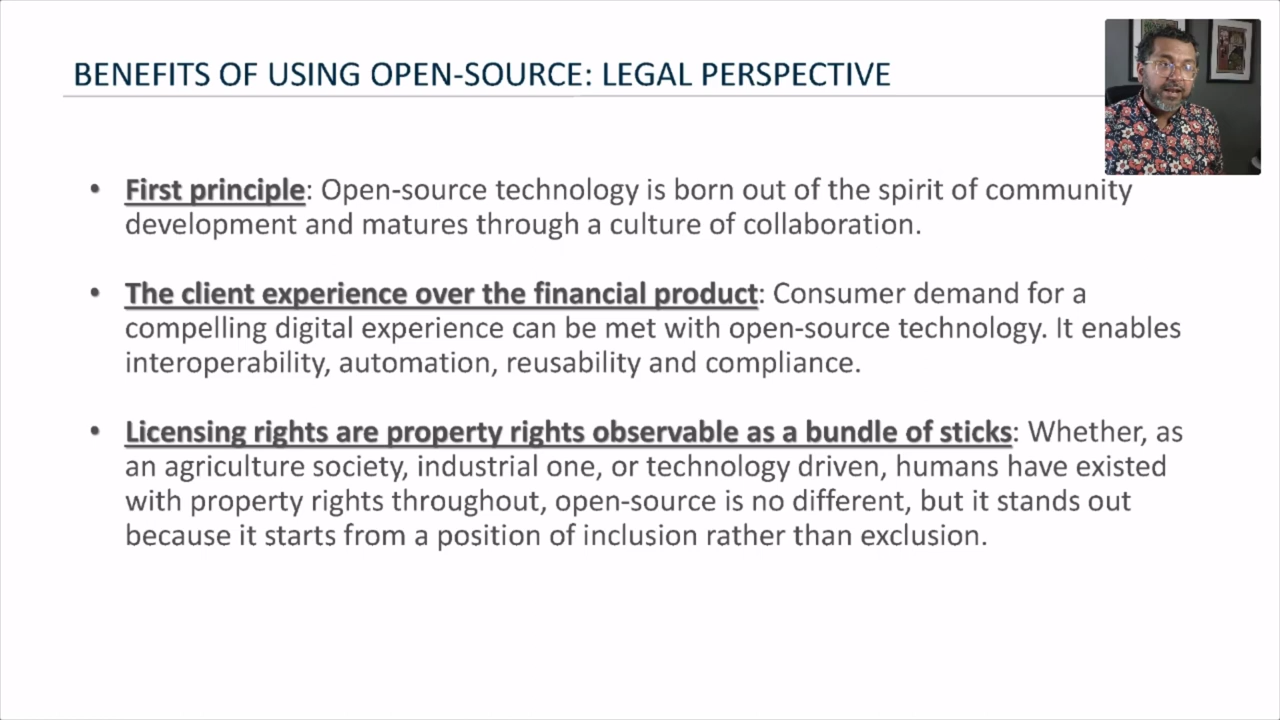 BENEFITS OF USING OPEN-SOURCE: LEGAL PERSPECTIVE
• First principle: Open-source technology is born out of the spirit of community
development and matures through a culture of collaboration.
• The client experience over the financial product: Consumer demand for a
compelling digital experience can be met with open-source technology. It enables
interoperability, automation, reusability and compliance.
• Licensing rights are property rights observable as a bundle of sticks: Whether, as
an agriculture society, industrial one, or technology driven, humans have existed
with property rights throughout, open-source is no different, but it stands out
because it starts from a position of inclusion rather than exclusion.